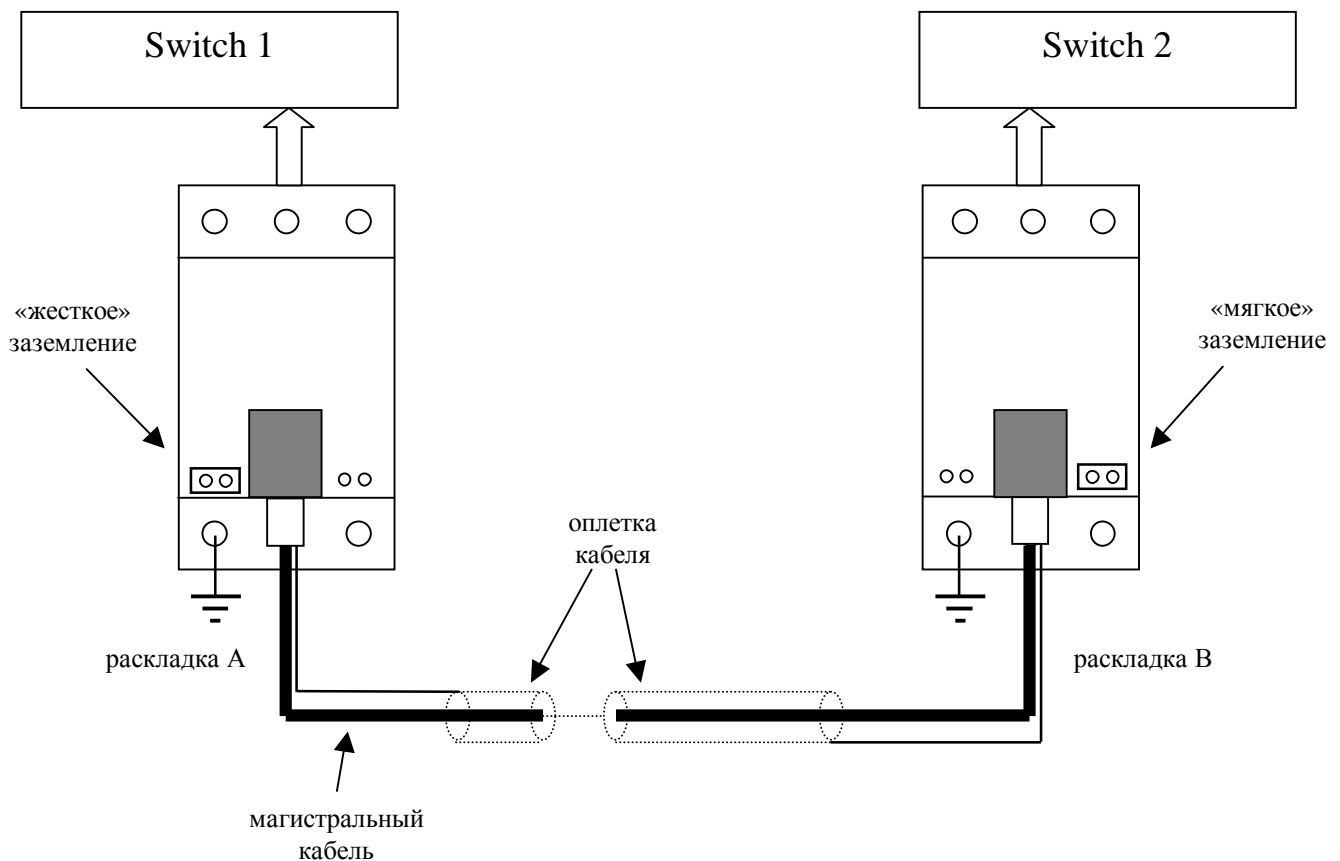 Switch 1
Switch 2
«жесткое»
заземление
«мягкое»
заземление
оплетка
кабеля
раскладка А
раскладка В
магистральный
кабель